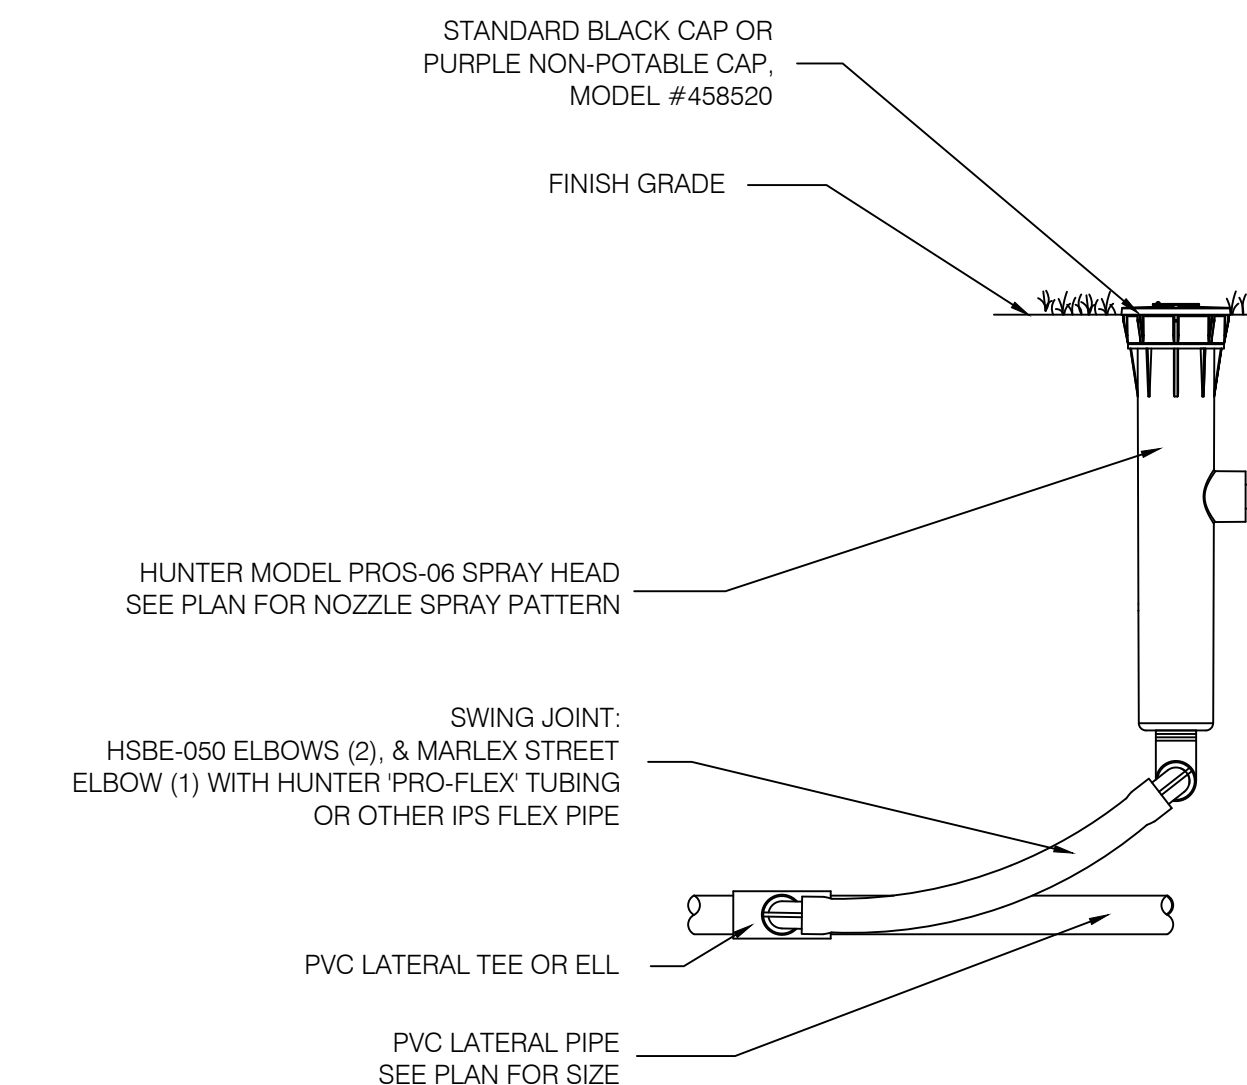 STANDARD BLACK CAP OR
PURPLE NON-POTABLE CAP,
MODEL #458520
FINISH GRADE
HUNTER MODEL PROS-06 SPRAY HEAD
SEE PLAN FOR NOZZLE SPRAY PATTERN
SWING JOINT:
HSBE-050 ELBOWS (2), & MARLEX STREET
ELBOW (1) WITH HUNTER 'PRO-FLEX' TUBING
OR OTHER IPS FLEX PIPE
PVC LATERAL TEE OR ELL
PVC LATERAL PIPE
SEE PLAN FOR SIZE